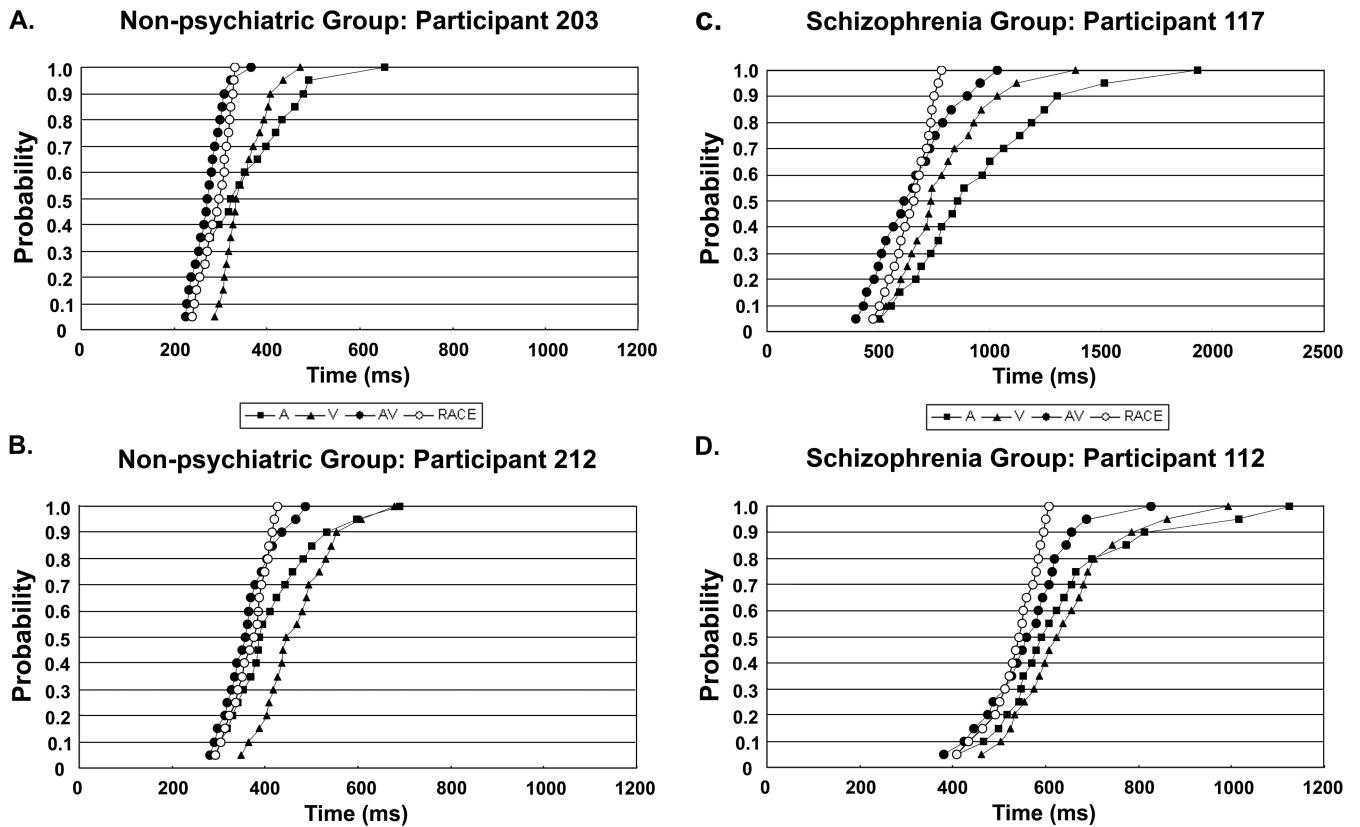 A. Non-psychiatric Group: Participant 203
Probability
1.0
0.9
0.8
0.7
0.6
0.5
0.4
0.3
0.2
0.1
0
0 200 400 600 800 1000 1200
Time (ms)
A V AV RACE
B. Non-psychiatric Group: Participant 212
Probability
1.0
0.9
0.8
0.7
0.6
0.5
0.4
0.3
0.2
0.1
0
0 200 400 600 800 1000 1200
Time (ms)
C. Schizophrenia Group: Participant 117
Probability
1.0
0.9
0.8
0.7
0.6
0.5
0.4
0.3
0.2
0.1
0
0 500 1000 1500 2000 2500
Time (ms)
A V AV RACE
D. Schizophrenia Group: Participant 112
Probability
1.0
0.9
0.8
0.7
0.6
0.5
0.4
0.3
0.2
0.1
0
0 200 400 600 800 1000 1200
Time (ms)